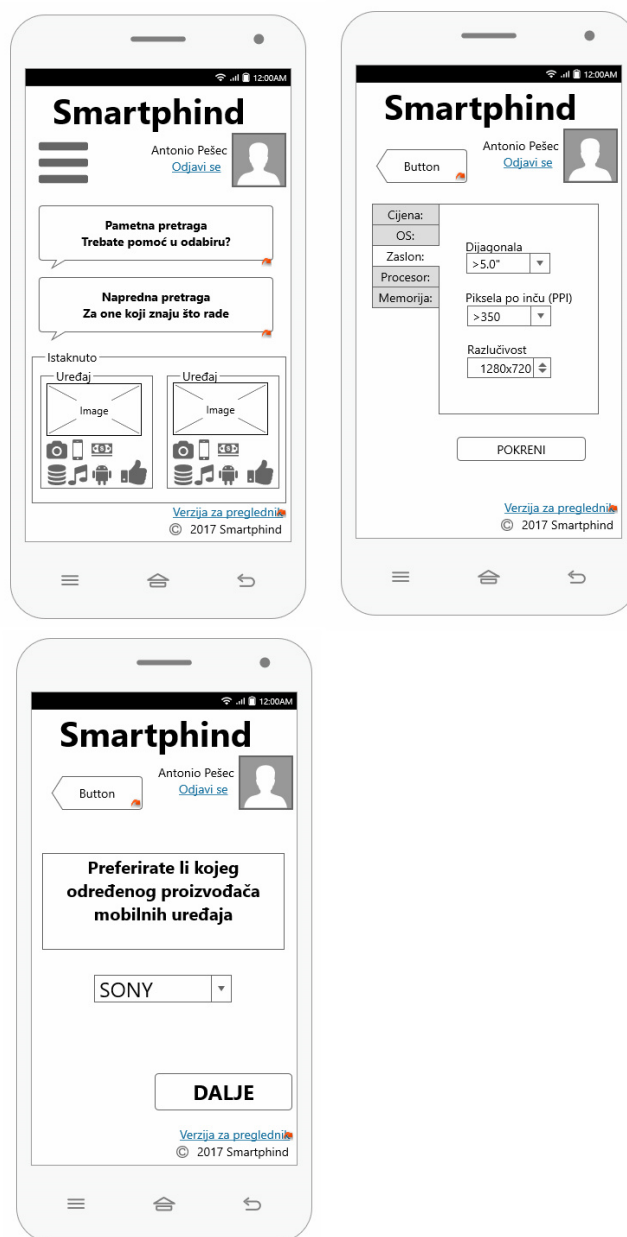 12:00AM
Smartphind
Antonio Pešec
Odjavi se
Pametna pretraga
Trebate pomoć u odabiru?
Napredna pretraga
Za one koji znaju što rade
Istaknuto
Uređaj
Uređaj
Image
Image
Verzija za preglednik
© 2017 Smartphind
12:00AM
Smartphind
Antonio Pešec
Odjavi se
Button
Cijena:
OS:
Zaslon:
Procesor:
Memorija:
Dijagonala
>5.0"
Piksela po inču (PPI)
>350
Razlučivost
1280x720
POKRENI
Verzija za preglednik
© 2017 Smartphind
12:00AM
Smartphind
Antonio Pešec
Odjavi se
Button
Preferirate li kojeg
određenog proizvođača
mobilnih uređaja
SONY
DALJE
Verzija za preglednik
© 2017 Smartphind